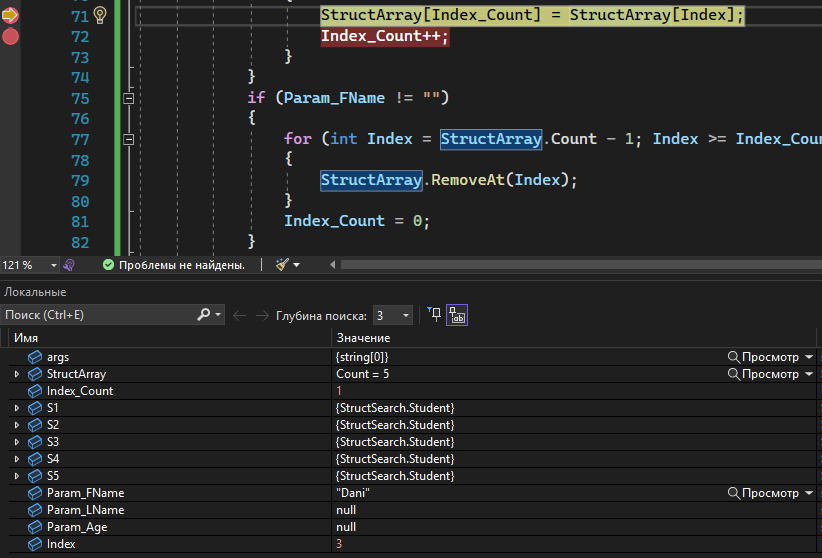 71 StructArray[Index_Count] = StructArray[Index];
72 Index_Count++;
73 }
74 }
75 if (Param_FName != "")
76 {
77 for (int Index = StructArray.Count - 1; Index >= Index_Cou
78 {
79 StructArray.RemoveAt(Index);
80 }
81 Index_Count = 0;
82 }
121 % Проблемы не найдены.
Локальные
Поиск (Ctrl+E) Глубина поиска: 3
Имя Значение
args {string[0]} Просмотр
StructArray Count = 5 Просмотр
Index_Count 1
S1 {StructSearch.Student}
S2 {StructSearch.Student}
S3 {StructSearch.Student}
S4 {StructSearch.Student}
S5 {StructSearch.Student}
Param_FName "Dani" Просмотр
Param_LName null
Param_Age null
Index 3